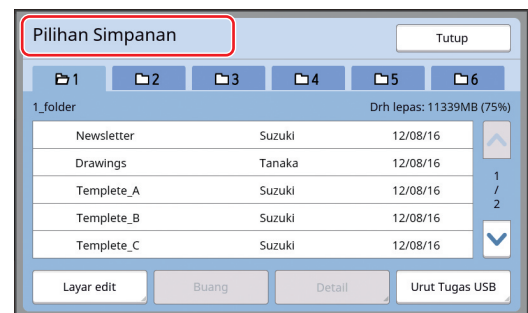 Pilihan Simpanan
Tutup
1 2 3 4 5 6
1_folder Drh lepas: 11339MB (75%)
Newsletter Suzuki 12/08/16
Drawings Tanaka 12/08/16
Templete_A Suzuki 12/08/16
Templete_B Suzuki 12/08/16
Templete_C Suzuki 12/08/16
1
/
2
Layar edit Buang Detail Urut Tugas USB